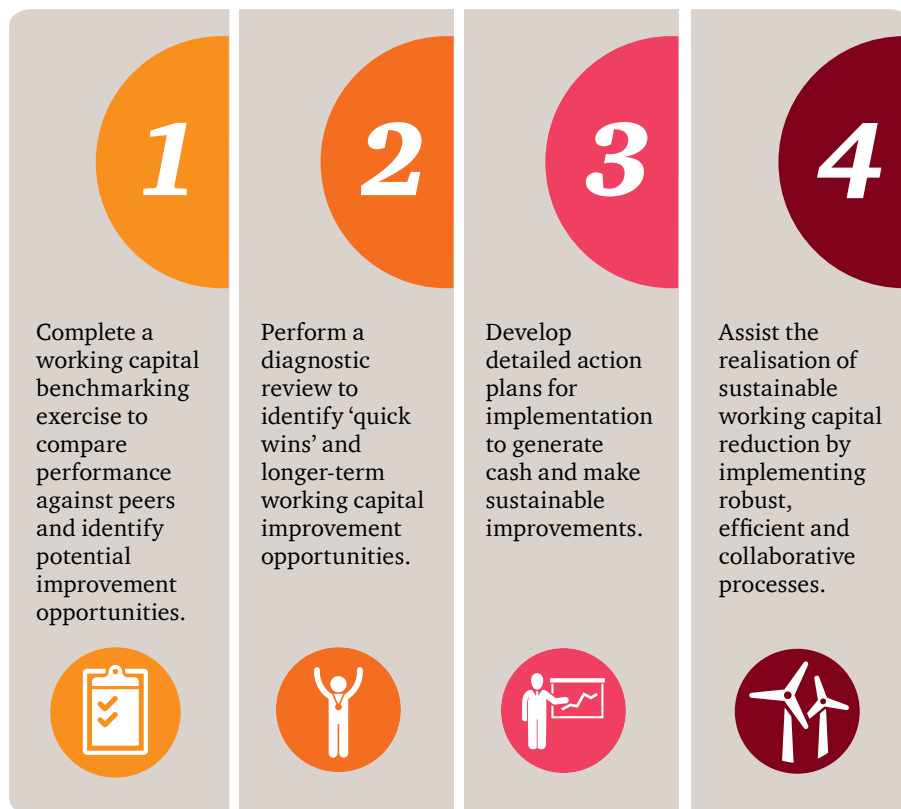 1
Complete a
working capital
benchmarking
exercise to
compare
performance
against peers
and identify
potential
improvement
opportunities.
2
Perform a
diagnostic
review to
identify ‘quick
wins’ and
longer-term
working capital
improvement
opportunities.
3
Develop
detailed action
plans for
implementation
to generate
cash and make
sustainable
improvements.
4
Assist the
realisation of
sustainable
working capital
reduction by
implementing
robust,
efficient and
collaborative
processes.